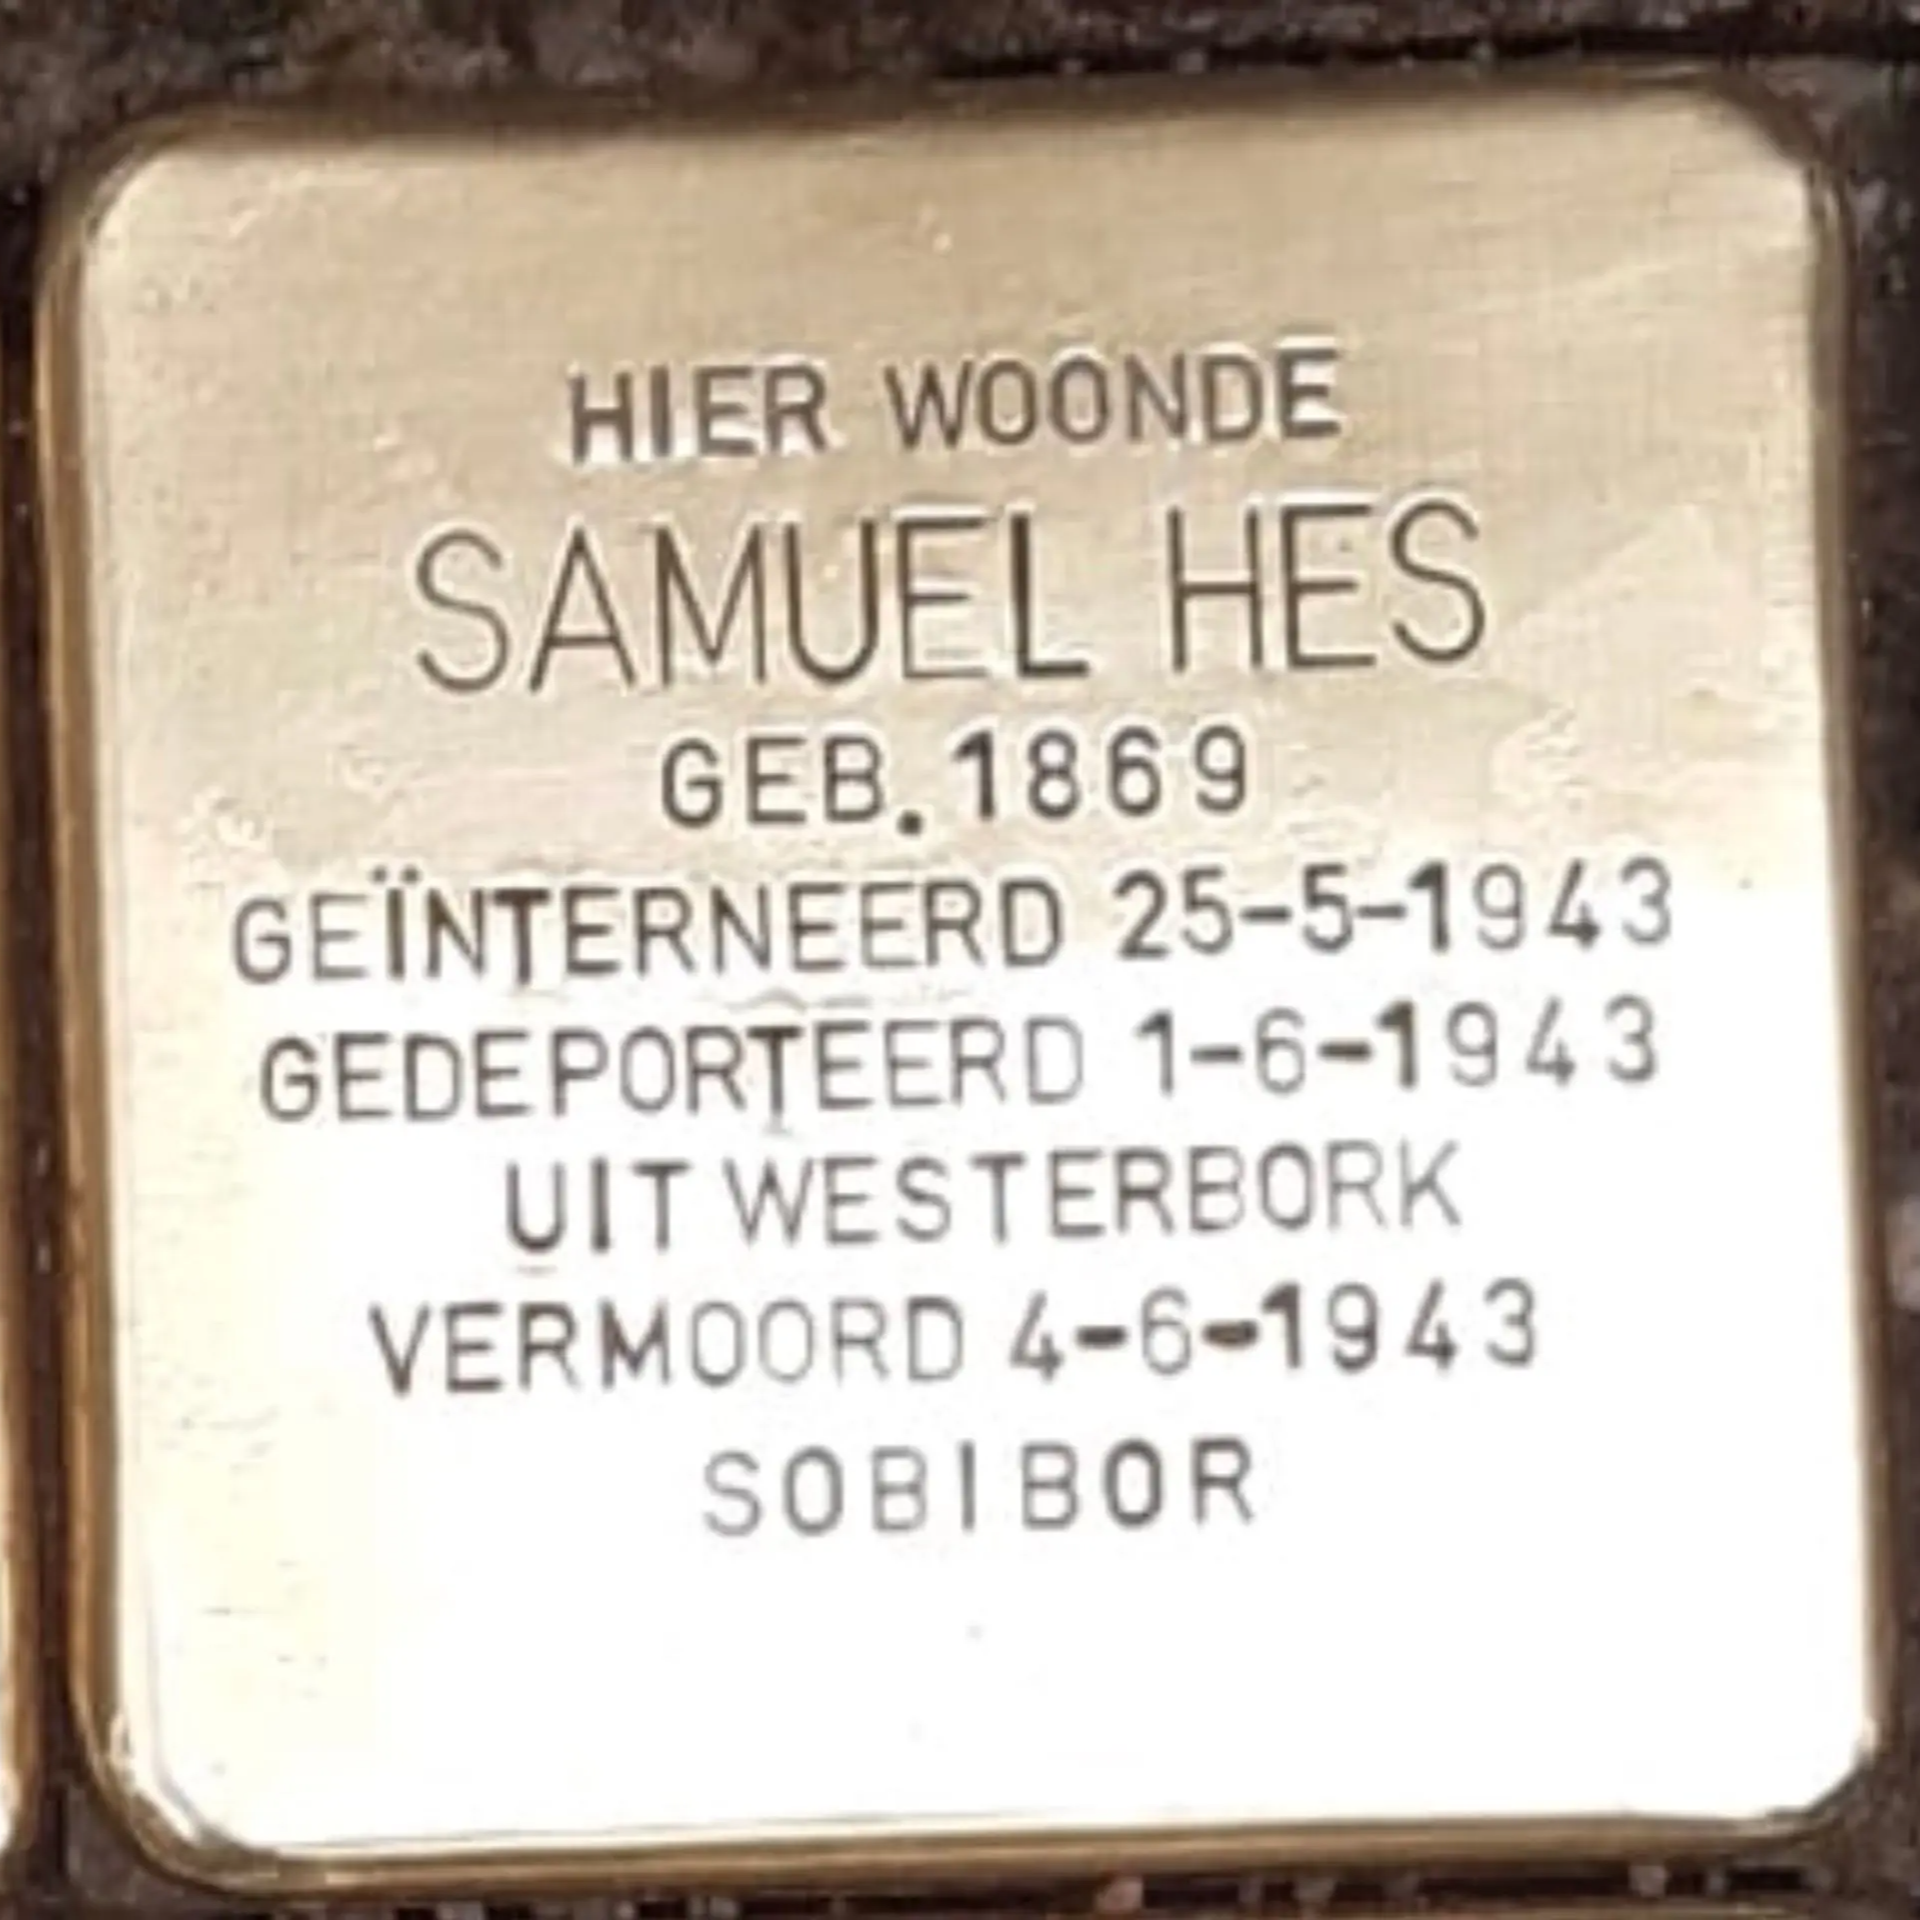 HIER WOONDE
SAMUEL HES
GEB. 1869
GEÏNTERNEERD 25-5-1943
GEDEPORTEERD 1-6-1943
UIT WESTERBORK
VERMOORD 4-6-1943
SOBIBOR